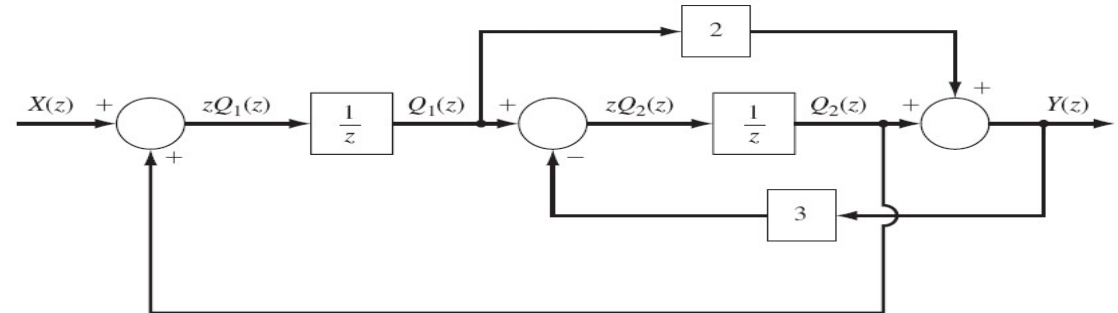 2
X(z) + zQ₁(z) 1/z Q₁(z) + zQ₂(z) 1/z Q₂(z) + + Y(z)
+ −
3